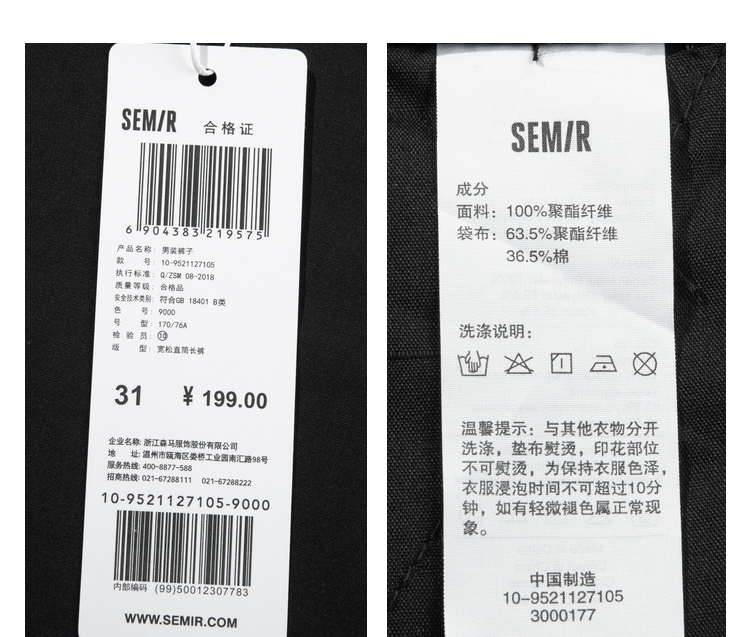 SEMIR 合格证
6 904383 219575
产品名称: 男装裤子
款 号: 10-9521127105
执行标准: Q/ZSM 08-2018
质量等级: 合格品
安全技术类别: 符合GB 18401 B类
色 号: 9000
号 型: 170/76A
检 验 员: ⑩
版 型: 宽松直筒长裤
31 ¥ 199.00
企业名称: 浙江森马服饰股份有限公司
地 址: 温州市瓯海区娄桥工业园南汇路98号
服务热线: 400-8877-588
招商热线: 021-67288111 021-67288222
10-9521127105-9000
内部编码 (99)50012307783
WWW.SEMIR.COM
SEMIR
成分
面料: 100%聚酯纤维
袋布: 63.5%聚酯纤维
36.5%棉
洗涤说明:
温馨提示: 与其他衣物分开
洗涤, 垫布熨烫, 印花部位
不可熨烫, 为保持衣服色泽,
衣服浸泡时间不可超过10分
钟, 如有轻微褪色属正常现
象。
中国制造
10-9521127105
3000177